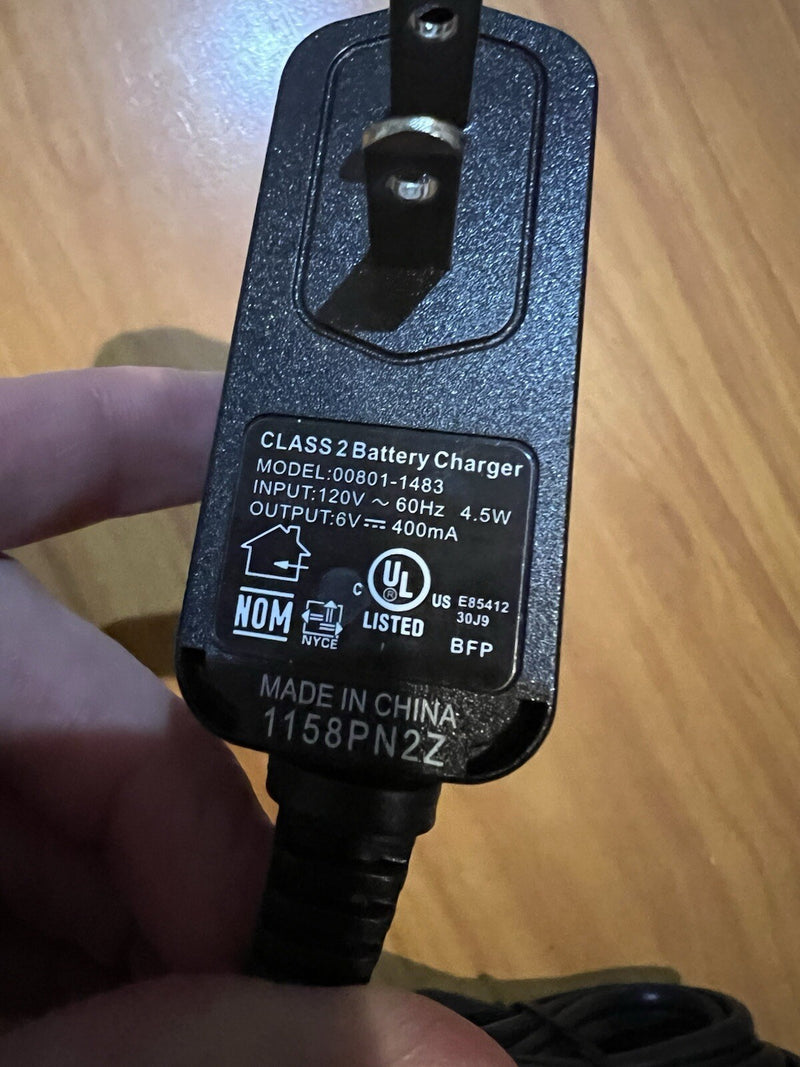 CLASS 2 Battery Charger
MODEL:00801-1483
INPUT:120V ~ 60Hz 4.5W
OUTPUT:6V⎓400mA
NOM
NYCE
C UL ® US
LISTED
E85412
30J9
BFP
MADE IN CHINA
1158PN2Z